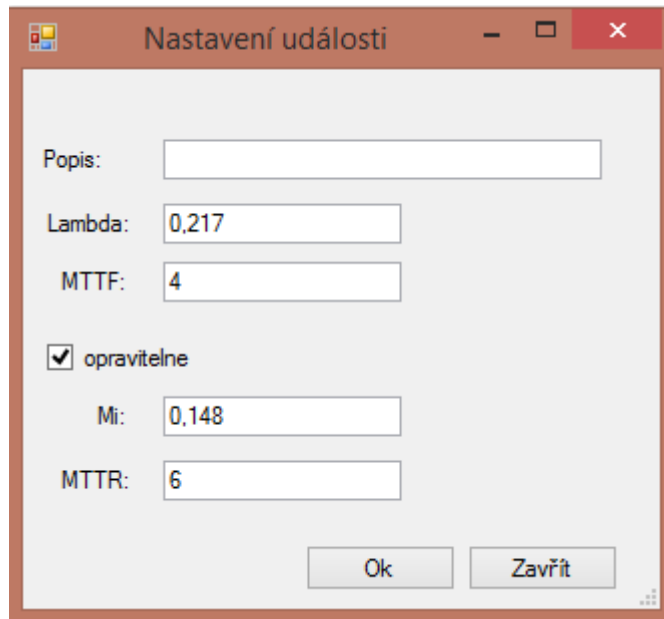 Nastavení události
Popis:
Lambda: 0,217
MTTF: 4
opravitelne
Mi: 0,148
MTTR: 6
Ok Zavřít